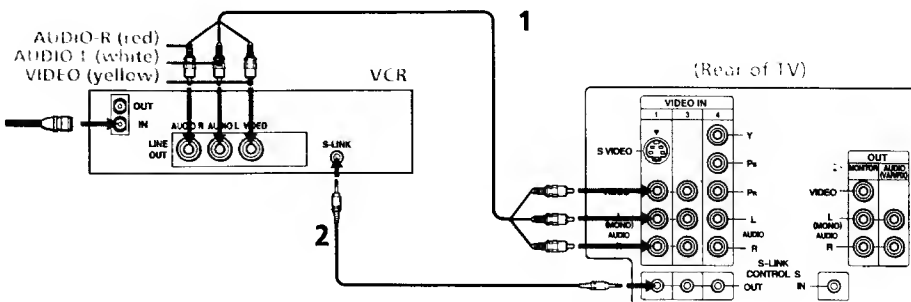 1
AUDIO-R (red)
AUDIO L (white)
VIDEO (yellow)
VCR
(Rear of TV)
OUT
IN
AUDIO R AUDIO L VIDEO
LINE
OUT
S-LINK
2
VIDEO IN
1 3 4
S VIDEO
Y
PB
PR
L
(MONO)
AUDIO
L
AUDIO
R
S-LINK
CONTROL S
OUT
IN
OUT
MONITOR
AUDIO
(VAR/FIX)
VIDEO
L
(MONO)
AUDIO
R